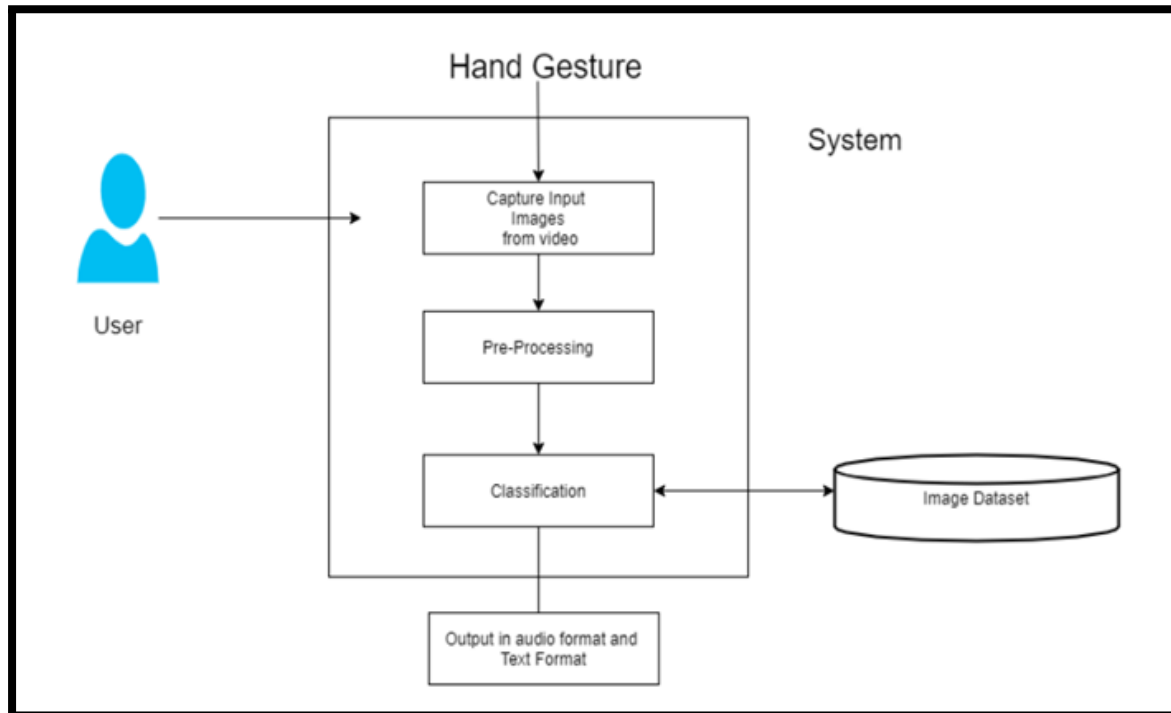 Hand Gesture
System
Capture Input
Images
from video
User
Pre-Processing
Classification
Image Dataset
Output in audio format and
Text Format